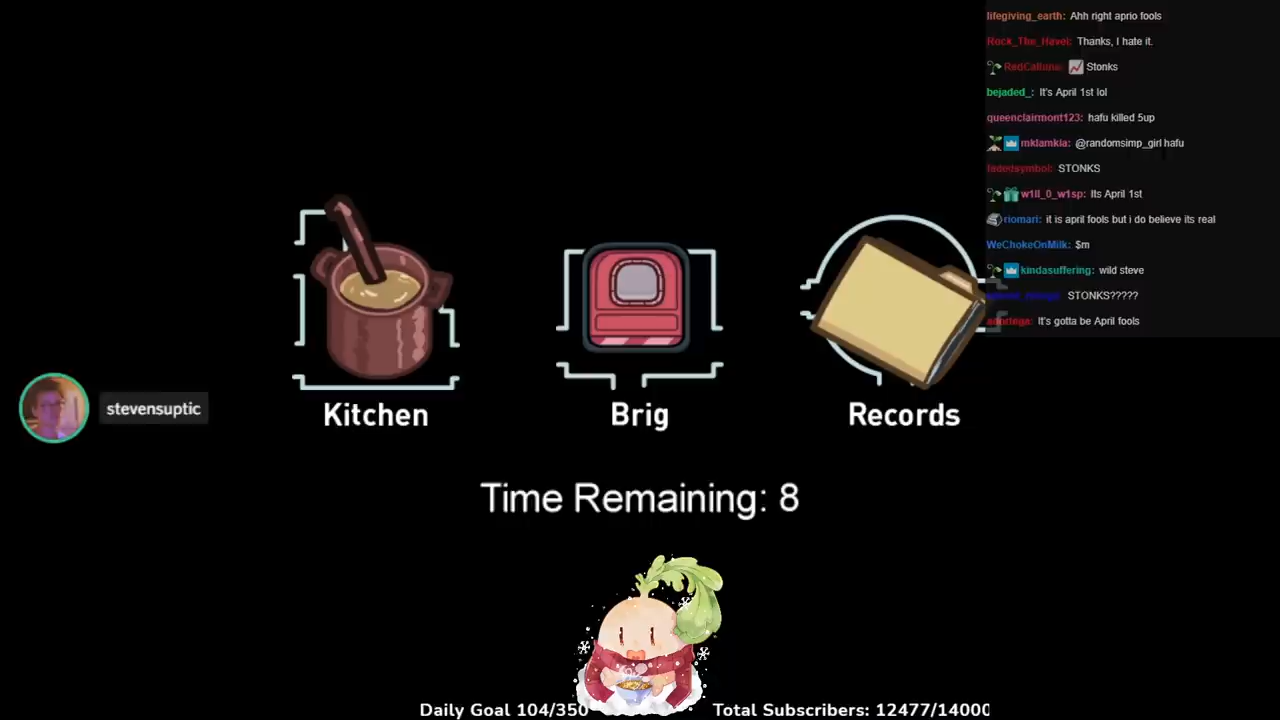 lifegiving_earth: Ahh right aprio fools
Rock_The_Havel: Thanks, I hate it.
Stonks
bejaded_: It's April 1st lol
queenclairmont123: hafu killed 5up
mklamkla: @randomsimp_girl hafu
fadedsymbol: STONKS
w1ll_0_w1sp: Its April 1st
riomari: it is april fools but i do believe its real
WeChokeOnMilk: $m
kindasuffering: wild steve
STONKS?????
It's gotta be April fools
stevensuptic
Kitchen
Brig
Records
Time Remaining: 8
Daily Goal 104/350
Total Subscribers: 12477/14000